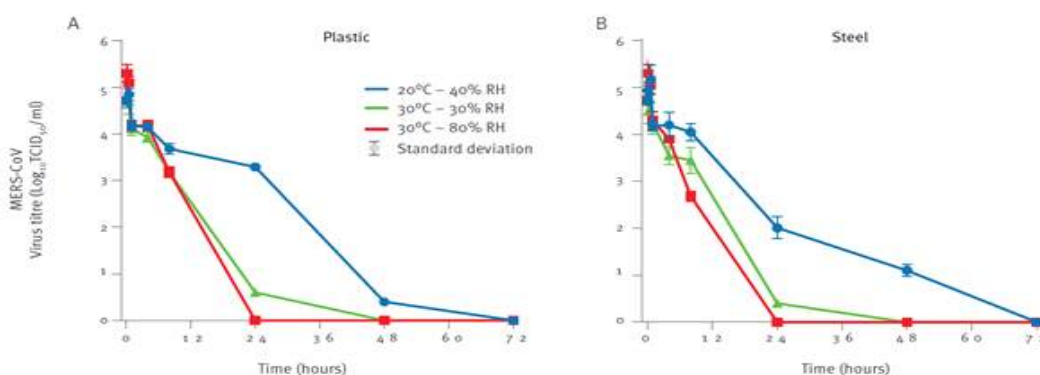 A
Plastic
6
5
4
3
2
1
0
0 12 24 36 48 60 72
Time (hours)
MERS-CoV
Virus titre (Log₁₀TCID₅₀/ml)
20°C – 40% RH
30°C – 30% RH
30°C – 80% RH
Standard deviation
B
Steel
6
5
4
3
2
1
0
0 12 24 36 48 60 72
Time (hours)